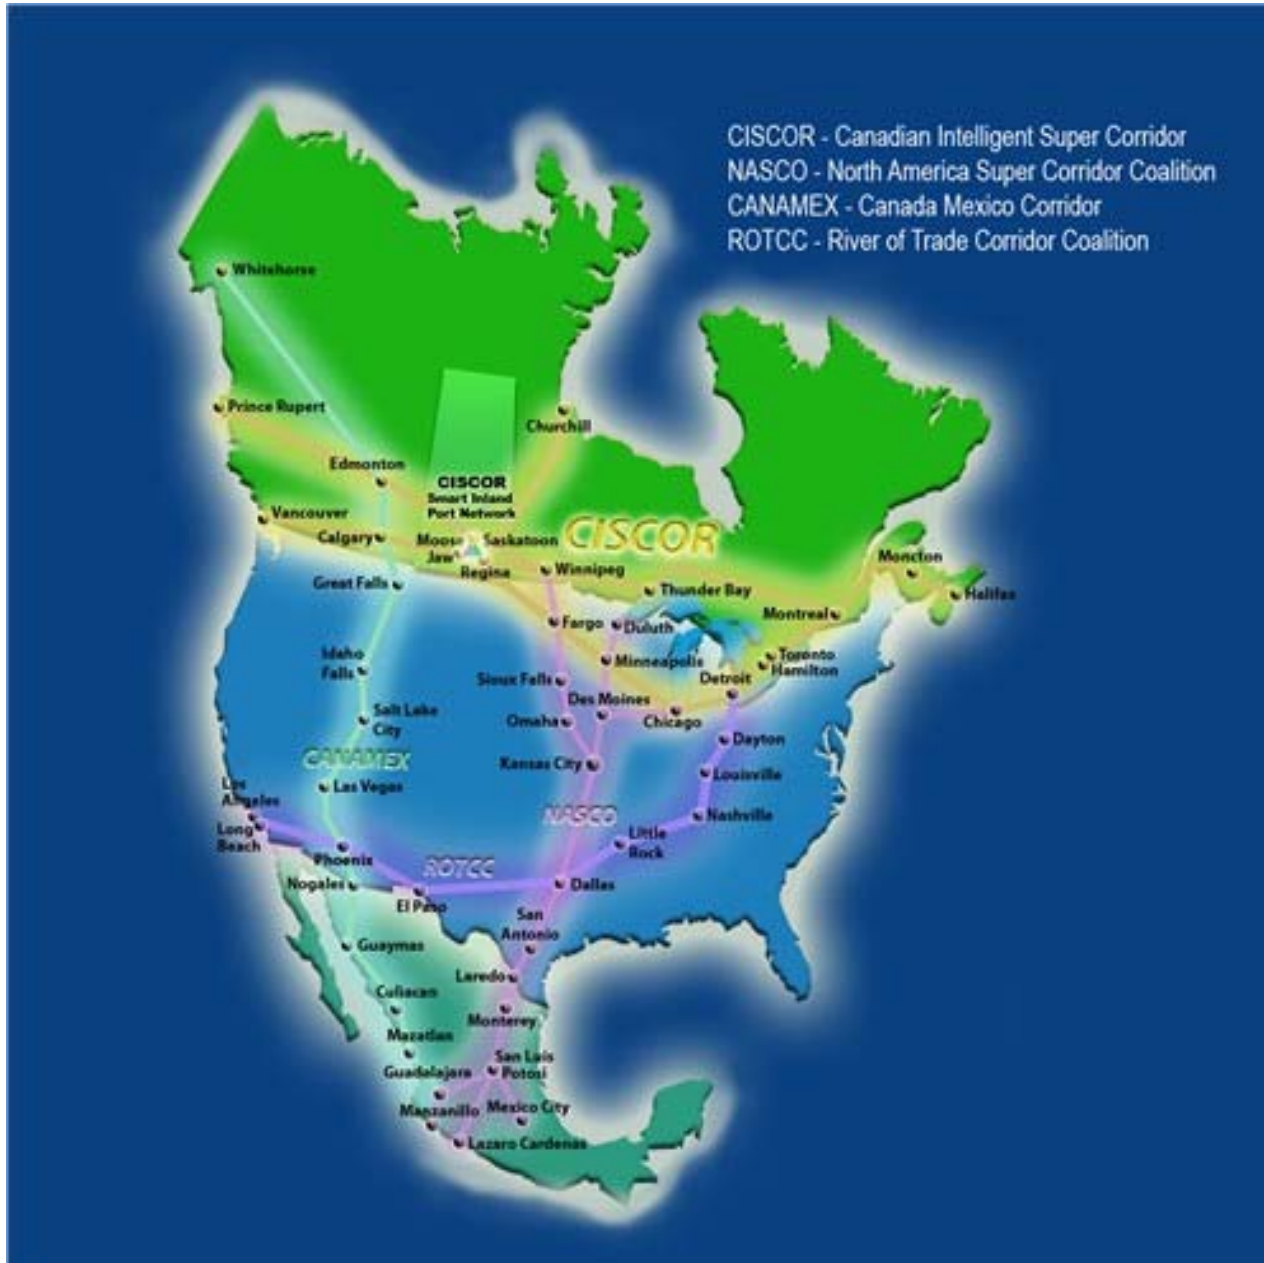 CISCOR - Canadian Intelligent Super Corridor
NASCO - North America Super Corridor Coalition
CANAMEX - Canada Mexico Corridor
ROTCC - River of Trade Corridor Coalition
Whitehorse
Prince Rupert
Churchill
Edmonton
CISCOR
Smart Inland
Port Network
Vancouver
Calgary
Moose
Jaw
Saskatoon
Regina
CISCOR
Winnipeg
Moncton
Great Falls
Thunder Bay
Halifax
Montreal
Fargo
Duluth
Idaho
Falls
Minneapolis
Toronto
Hamilton
Sioux Falls
Detroit
Des Moines
Salt Lake
City
Omaha
Chicago
Dayton
CANAMEX
Kansas City
Louisville
Las Vegas
Los
Angeles
Long
Beach
NASCO
Nashville
Little
Rock
Phoenix
ROTCC
Nogales
Dallas
El Paso
San
Antonio
Guaymas
Laredo
Culiacan
Monterey
Mazatlan
San Luis
Potosi
Guadalajara
Manzanillo
Mexico City
Lazaro Cardenas